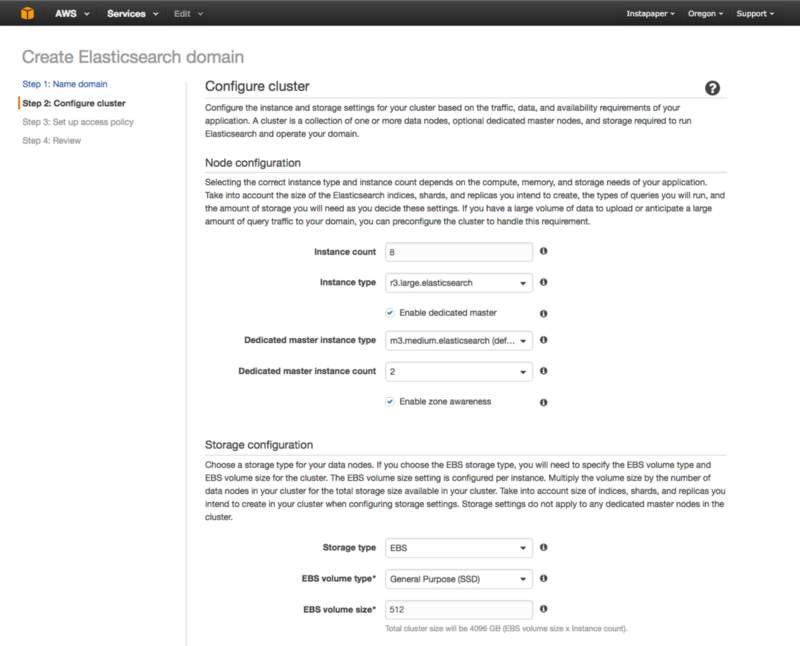 AWS Services Edit Instapaper Oregon Support
Create Elasticsearch domain
Step 1: Name domain
Step 2: Configure cluster
Step 3: Set up access policy
Step 4: Review
Configure cluster
Configure the instance and storage settings for your cluster based on the traffic, data, and availability requirements of your
application. A cluster is a collection of one or more data nodes, optional dedicated master nodes, and storage required to run
Elasticsearch and operate your domain.
Node configuration
Selecting the correct instance type and instance count depends on the compute, memory, and storage needs of your application.
Take into account the size of the Elasticsearch indices, shards, and replicas you intend to create, the types of queries you will run, and
the amount of storage you will need as you decide these settings. If you have a large volume of data to upload or anticipate a large
amount of query traffic to your domain, you can preconfigure the cluster to handle this requirement.
Instance count 8
Instance type r3.large.elasticsearch
Enable dedicated master
Dedicated master instance type m3.medium.elasticsearch (def...
Dedicated master instance count 2
Enable zone awareness
Storage configuration
Choose a storage type for your data nodes. If you choose the EBS storage type, you will need to specify the EBS volume type and
EBS volume size for the cluster. The EBS volume size setting is configured per instance. Multiply the volume size by the number of
data nodes in your cluster for the total storage size available in your cluster. Take into account size of indices, shards, and replicas you
intend to create in your cluster when configuring storage settings. Storage settings do not apply to any dedicated master nodes in the
cluster.
Storage type EBS
EBS volume type* General Purpose (SSD)
EBS volume size* 512
Total cluster size will be 4096 GB (EBS volume size x Instance count).